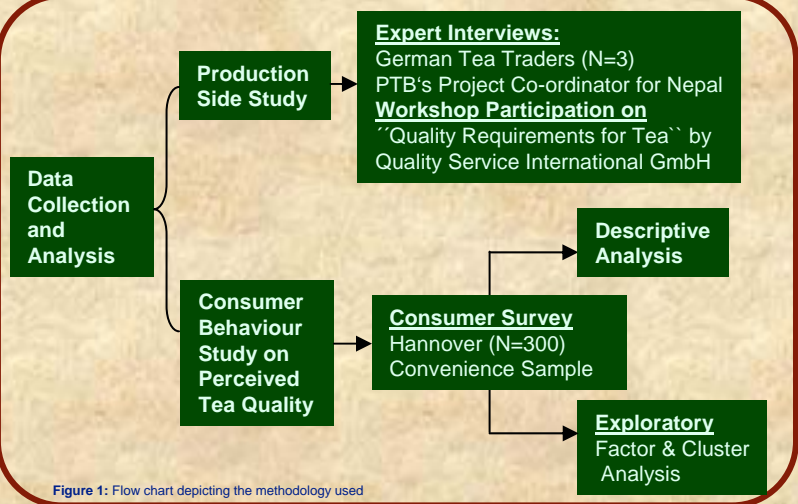 Data
Collection
and
Analysis
Production
Side Study
Expert Interviews:
German Tea Traders (N=3)
PTB‘s Project Co-ordinator for Nepal
Workshop Participation on
´´Quality Requirements for Tea`` by
Quality Service International GmbH
Consumer
Behaviour
Study on
Perceived
Tea Quality
Consumer Survey
Hannover (N=300)
Convenience Sample
Descriptive
Analysis
Exploratory
Factor & Cluster
Analysis
Figure 1: Flow chart depicting the methodology used